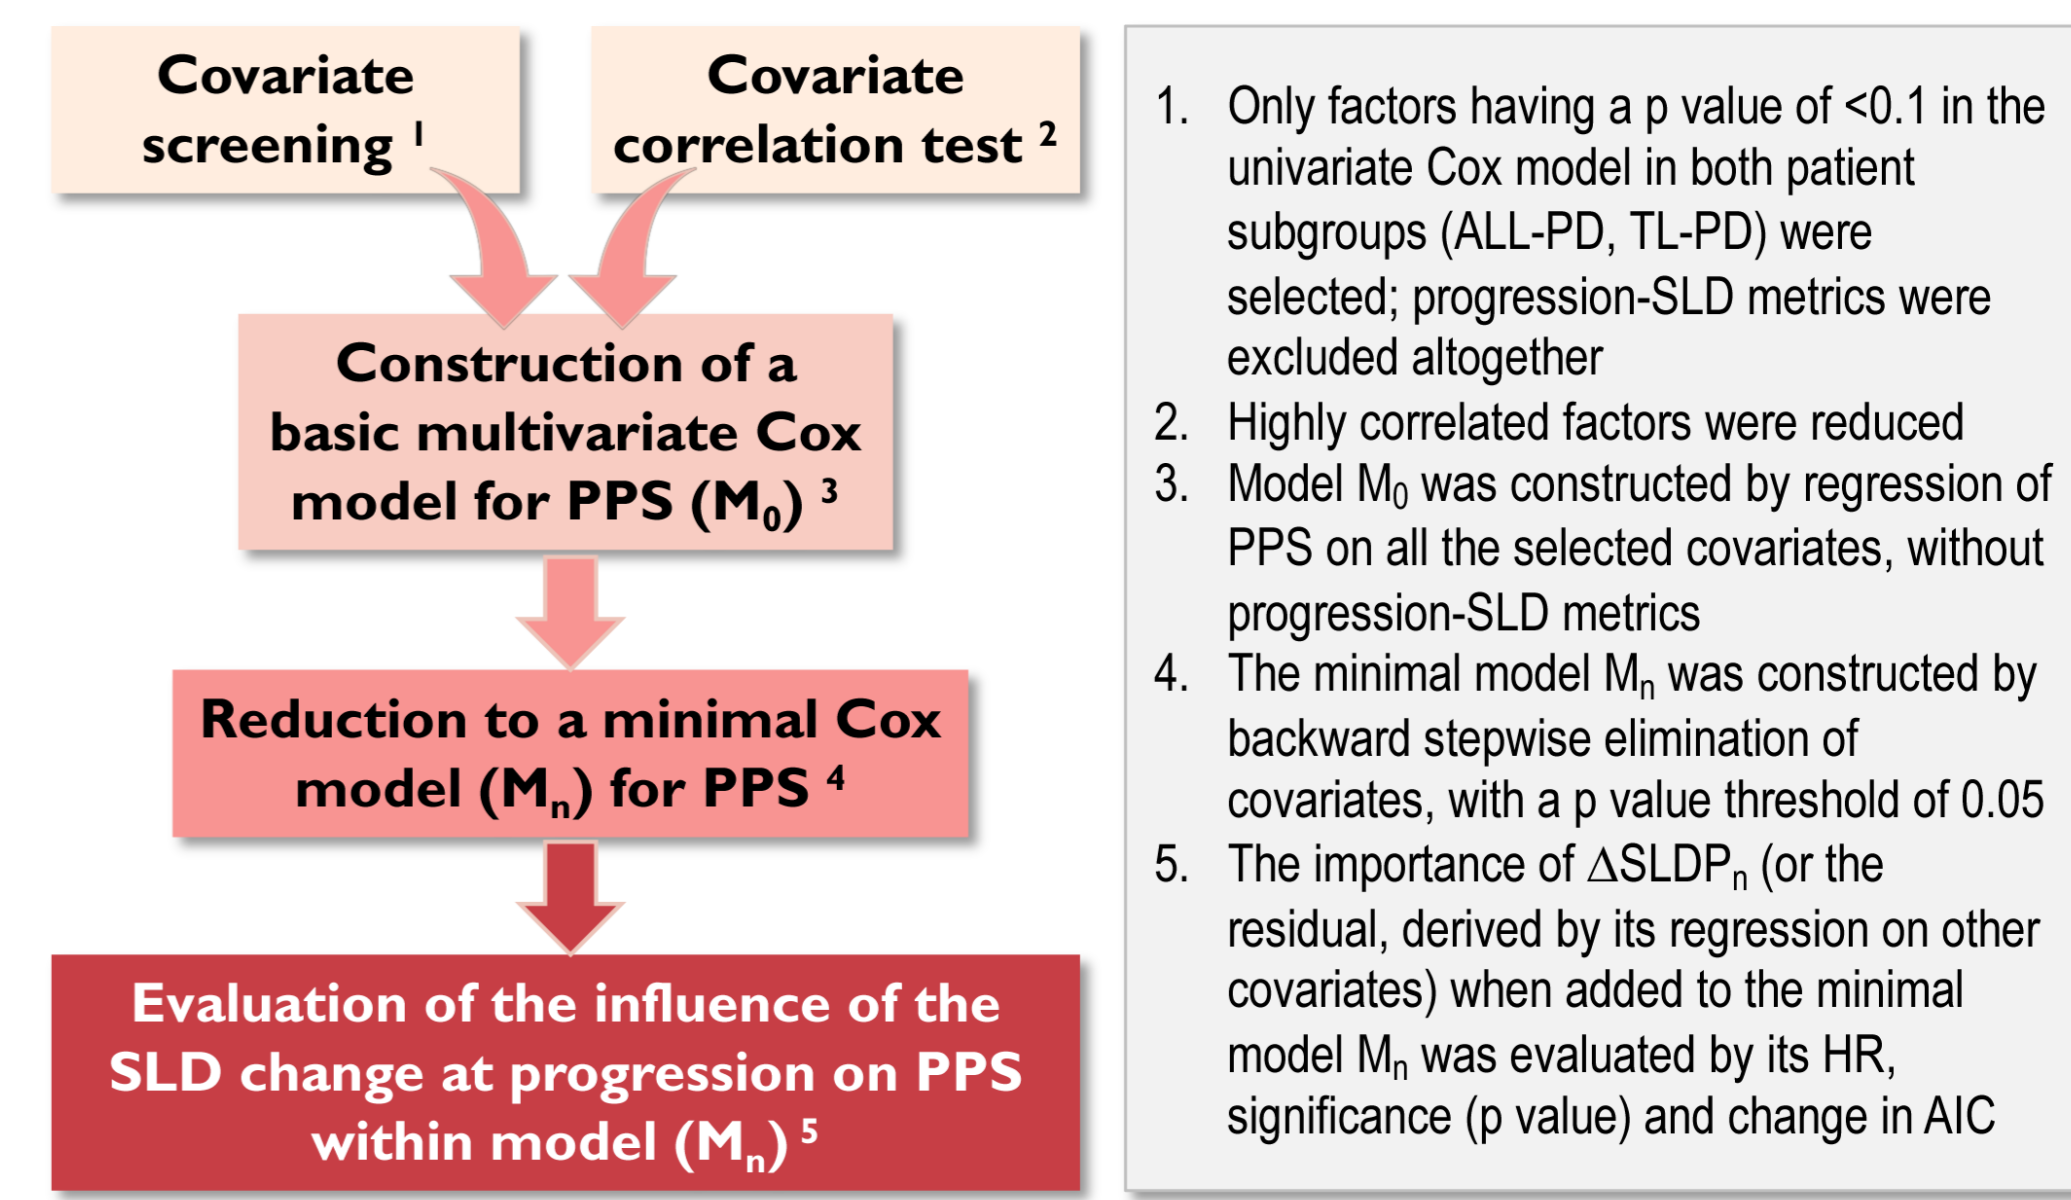 Covariate
screening ¹
Covariate
correlation test ²
Construction of a
basic multivariate Cox
model for PPS (M₀) ³
Reduction to a minimal Cox
model (Mₙ) for PPS ⁴
Evaluation of the influence of the
SLD change at progression on PPS
within model (Mₙ) ⁵
1. Only factors having a p value of <0.1 in the
univariate Cox model in both patient
subgroups (ALL-PD, TL-PD) were
selected; progression-SLD metrics were
excluded altogether
2. Highly correlated factors were reduced
3. Model M₀ was constructed by regression of
PPS on all the selected covariates, without
progression-SLD metrics
4. The minimal model Mₙ was constructed by
backward stepwise elimination of
covariates, with a p value threshold of 0.05
5. The importance of ΔSLDPₙ (or the
residual, derived by its regression on other
covariates) when added to the minimal
model Mₙ was evaluated by its HR,
significance (p value) and change in AIC